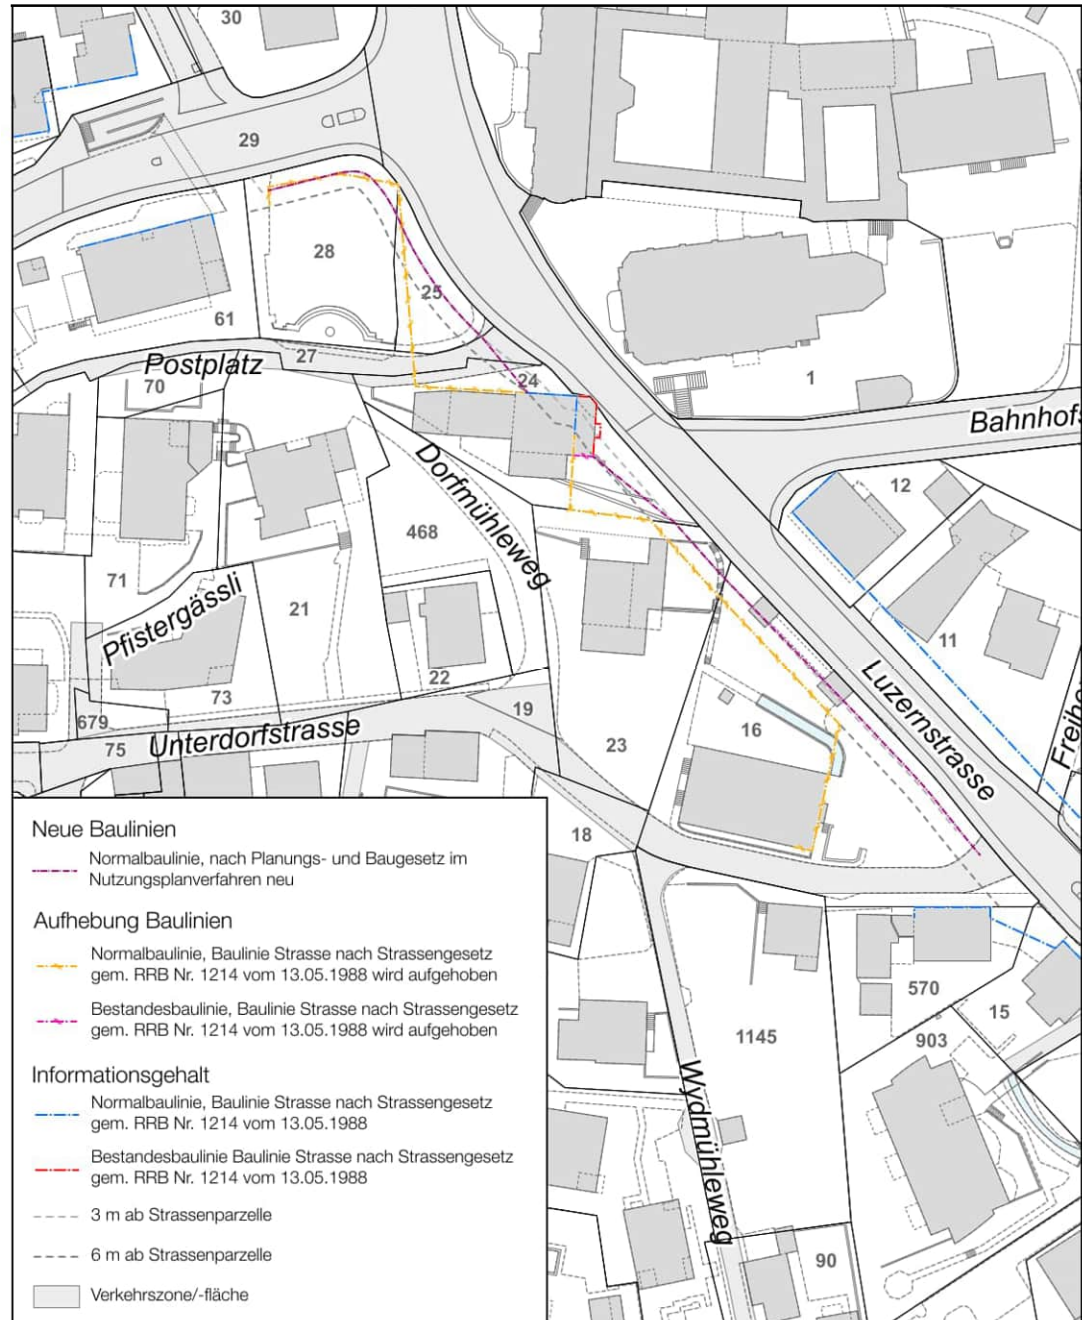 30
29
28
25
61
27
Postplatz
24
70
1
Bahnhofs
12
Dorfmühleweg
468
71
21
Pfistergässli
11
22
73
Luzernstrasse
19
679
75
Unterdorfstrasse
23
16
18
Neue Baulinien
Normalbaulinie, nach Planungs- und Baugesetz im
Nutzungsplanverfahren neu
Aufhebung Baulinien
Normalbaulinie, Baulinie Strasse nach Strassengesetz
gem. RRB Nr. 1214 vom 13.05.1988 wird aufgehoben
Bestandesbaulinie, Baulinie Strasse nach Strassengesetz
gem. RRB Nr. 1214 vom 13.05.1988 wird aufgehoben
Informationsgehalt
Normalbaulinie, Baulinie Strasse nach Strassengesetz
gem. RRB Nr. 1214 vom 13.05.1988
Bestandesbaulinie Baulinie Strasse nach Strassengesetz
gem. RRB Nr. 1214 vom 13.05.1988
3 m ab Strassenparzelle
6 m ab Strassenparzelle
Verkehrszone/-fläche
570
15
1145
903
Wydmühleweg
90